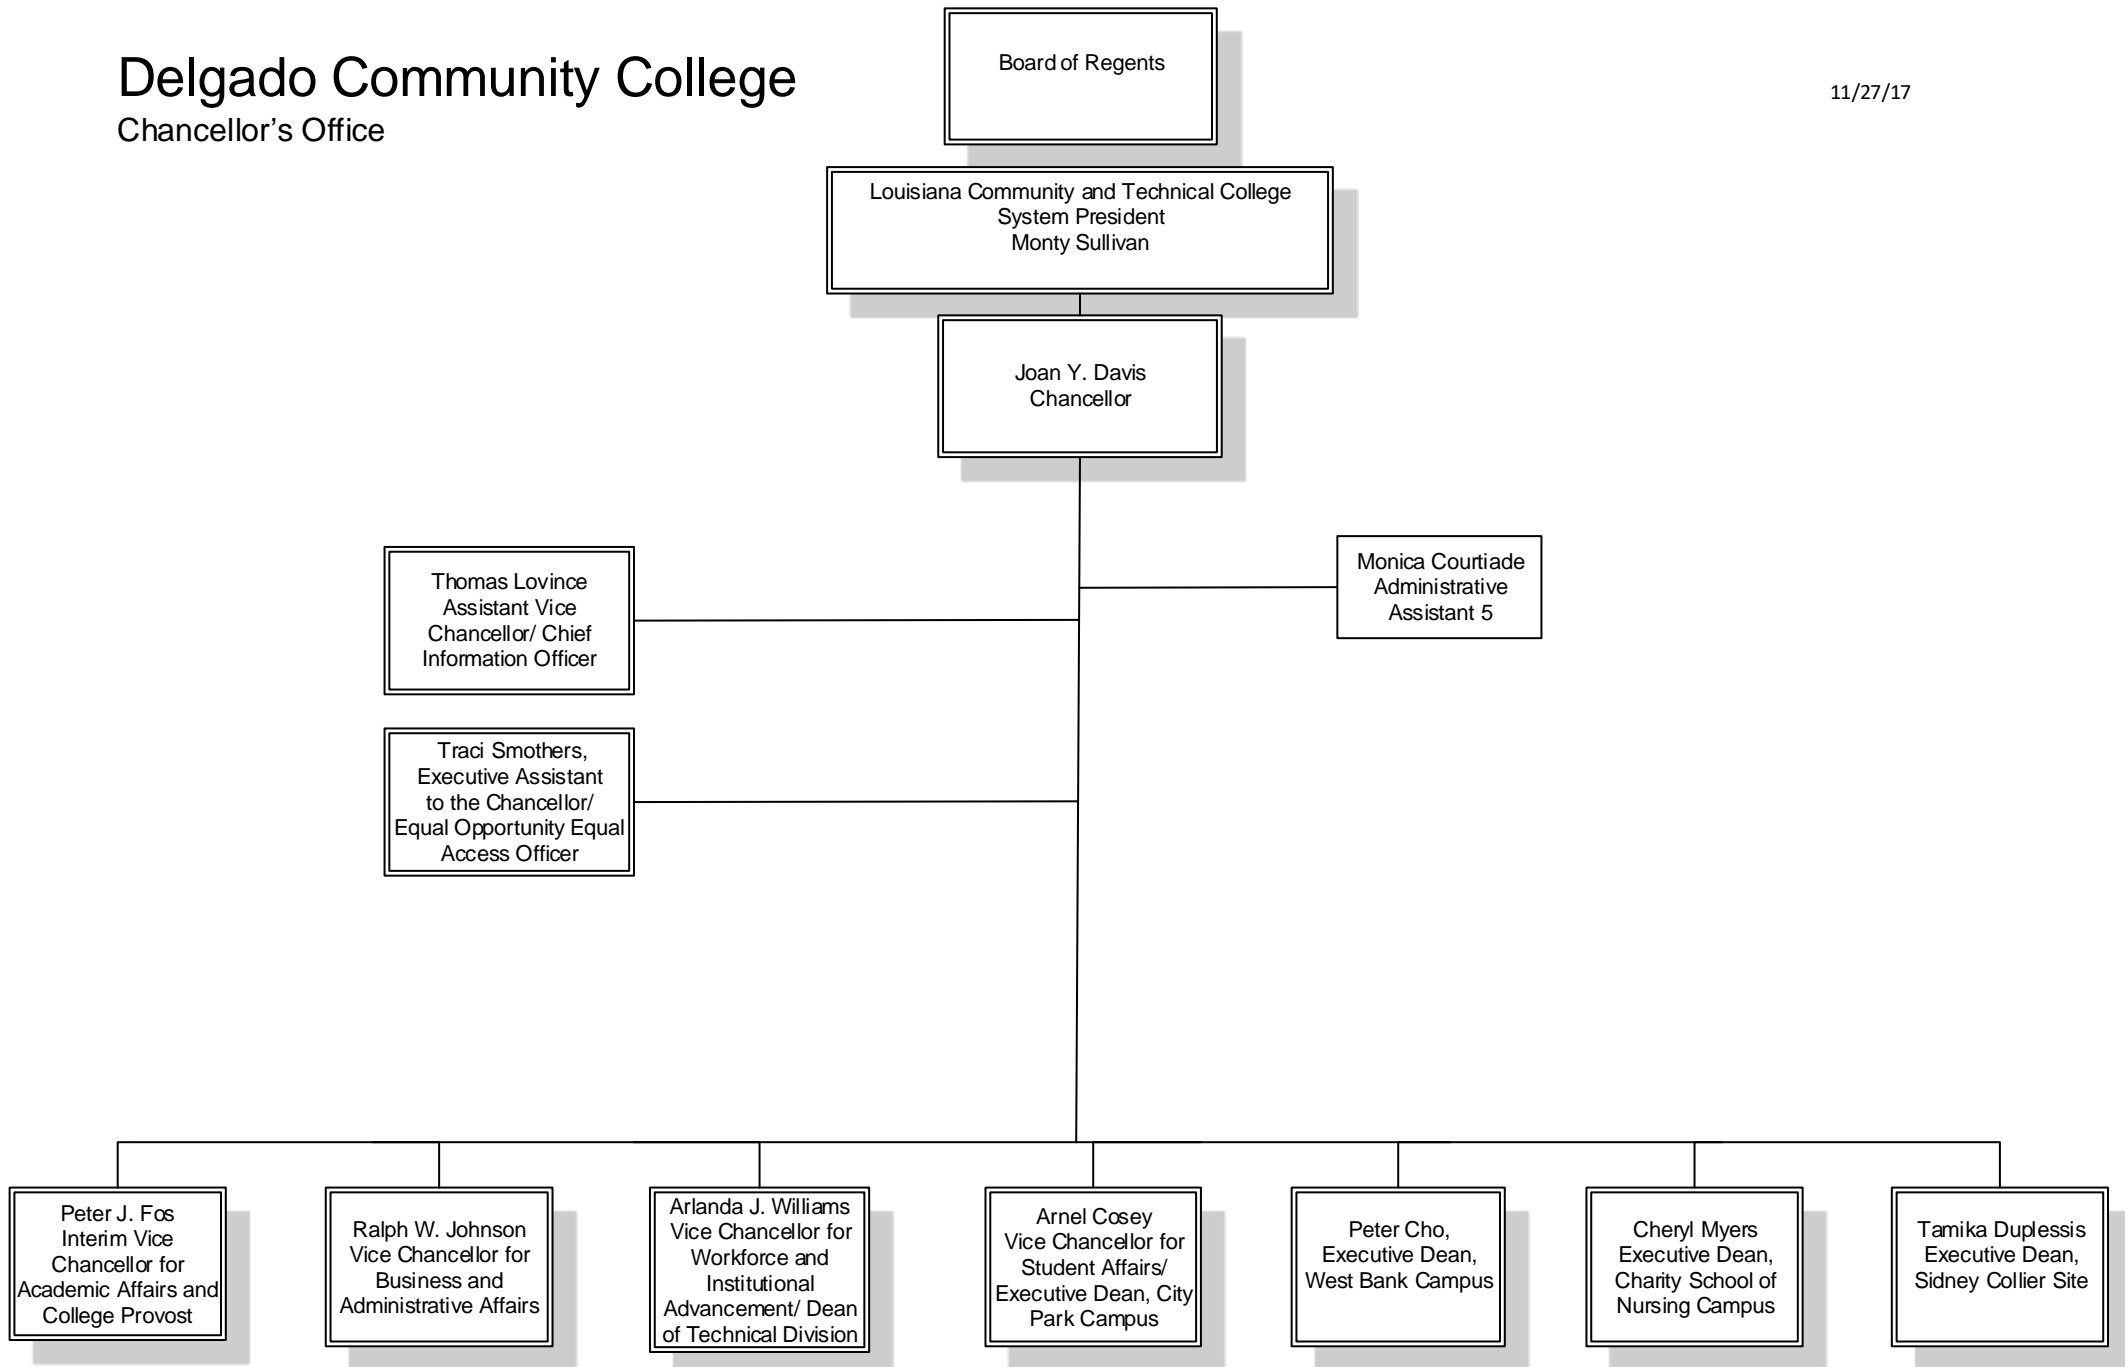 Delgado Community College
Chancellor’s Office
Board of Regents
11/27/17
Louisiana Community and Technical College
System President
Monty Sullivan
Joan Y. Davis
Chancellor
Thomas Lovince
Assistant Vice
Chancellor/ Chief
Information Officer
Monica Courtiade
Administrative
Assistant 5
Traci Smothers,
Executive Assistant
to the Chancellor/
Equal Opportunity Equal
Access Officer
Peter J. Fos
Interim Vice
Chancellor for
Academic Affairs and
College Provost
Ralph W. Johnson
Vice Chancellor for
Business and
Administrative Affairs
Arlanda J. Williams
Vice Chancellor for
Workforce and
Institutional
Advancement/ Dean
of Technical Division
Arnel Cosey
Vice Chancellor for
Student Affairs/
Executive Dean, City
Park Campus
Peter Cho,
Executive Dean,
West Bank Campus
Cheryl Myers
Executive Dean,
Charity School of
Nursing Campus
Tamika Duplessis
Executive Dean,
Sidney Collier Site